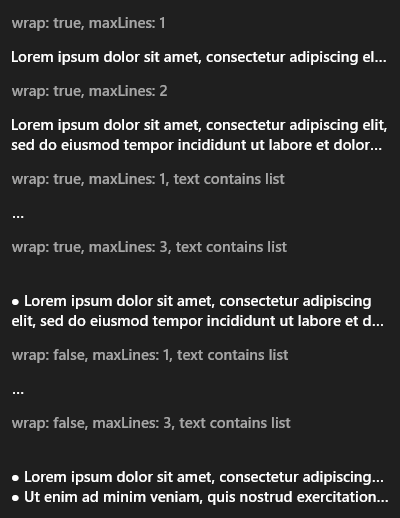 wrap: true, maxLines: 1
Lorem ipsum dolor sit amet, consectetur adipiscing el...
wrap: true, maxLines: 2
Lorem ipsum dolor sit amet, consectetur adipiscing elit,
sed do eiusmod tempor incididunt ut labore et dolor...
wrap: true, maxLines: 1, text contains list
...
wrap: true, maxLines: 3, text contains list
• Lorem ipsum dolor sit amet, consectetur adipiscing
elit, sed do eiusmod tempor incididunt ut labore et d...
wrap: false, maxLines: 1, text contains list
...
wrap: false, maxLines: 3, text contains list
• Lorem ipsum dolor sit amet, consectetur adipiscing...
• Ut enim ad minim veniam, quis nostrud exercitation...